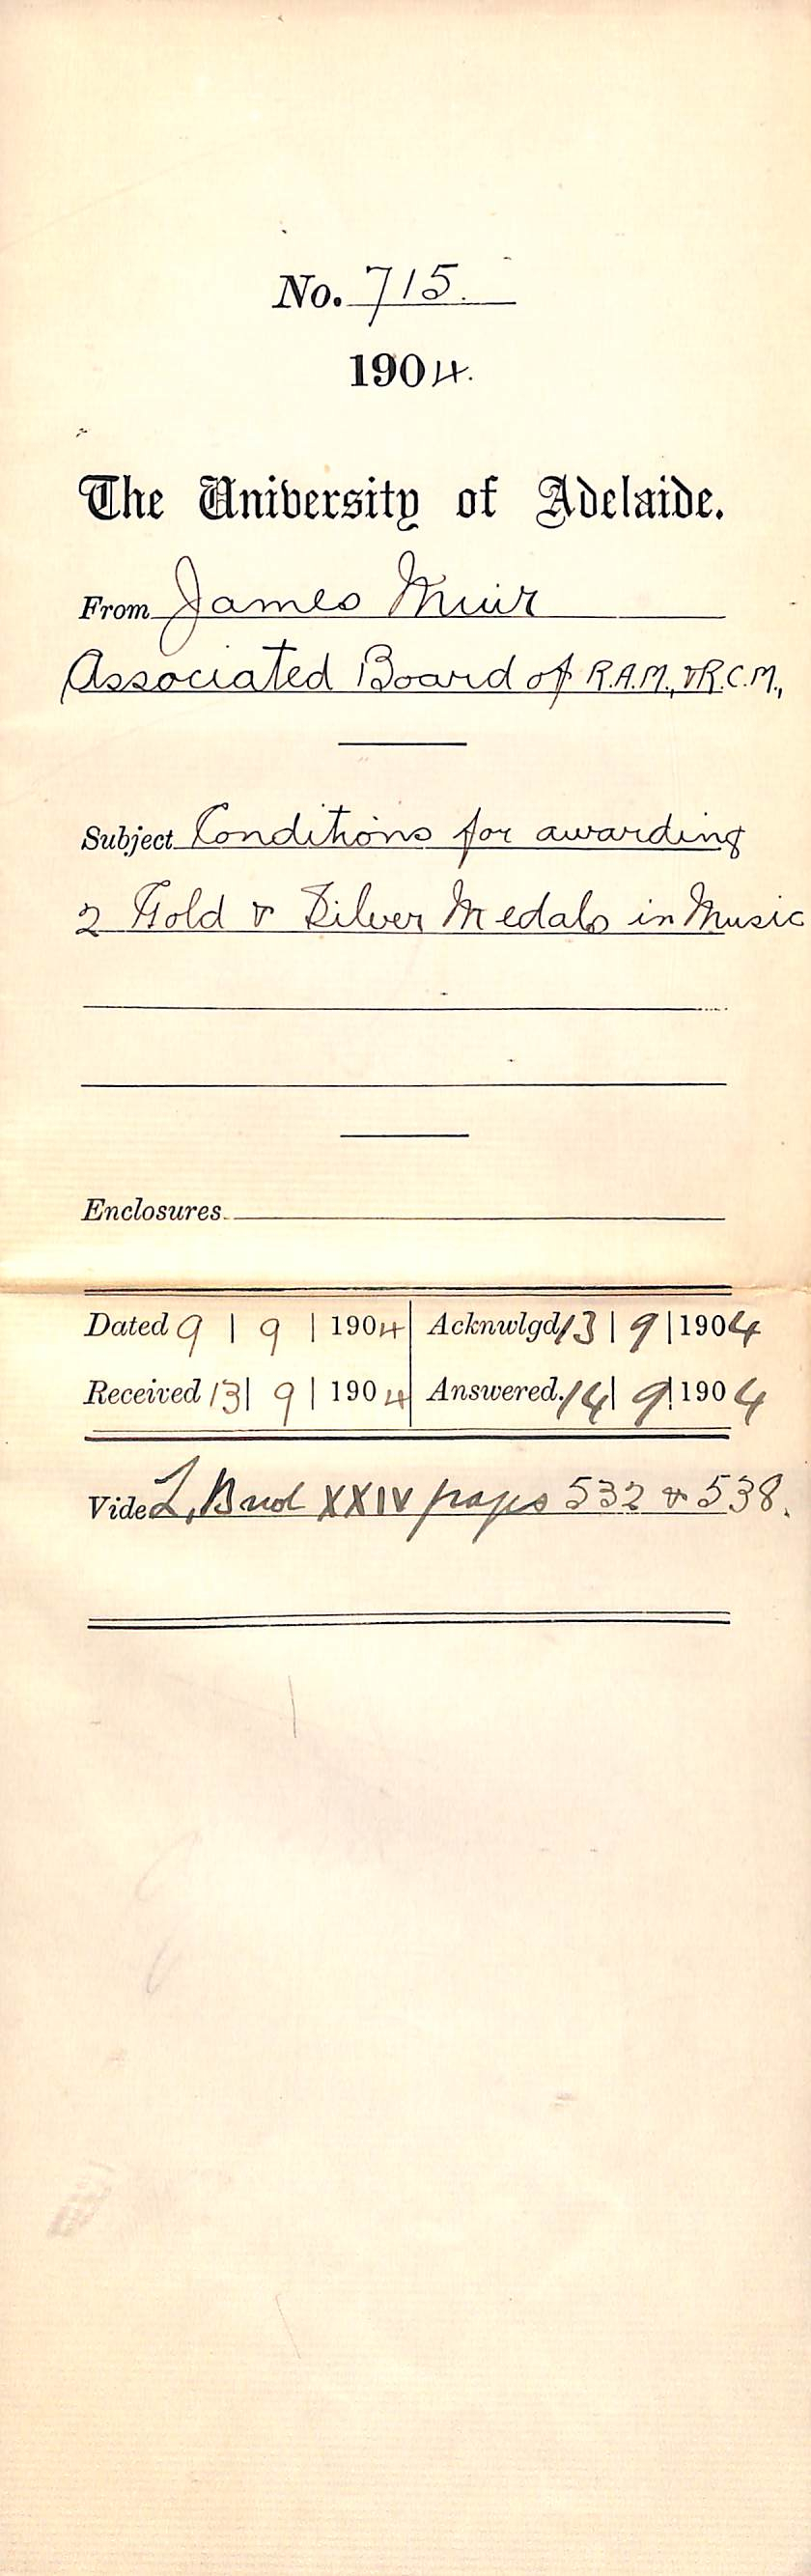 No. 715.
1904.
The University of Adelaide.
From James Muir
Associated Board of R.A.M., & R.C.M.,
Subject Conditions for awarding
2 Gold & Silver Medals in Music
Enclosures
Dated 9 | 9 | 1904 Acknwlgd 13 | 9 | 1904
Received 13 | 9 | 1904 Answered. 14 | 9 | 1904
Vide L, XXIV pages 532 & 538.